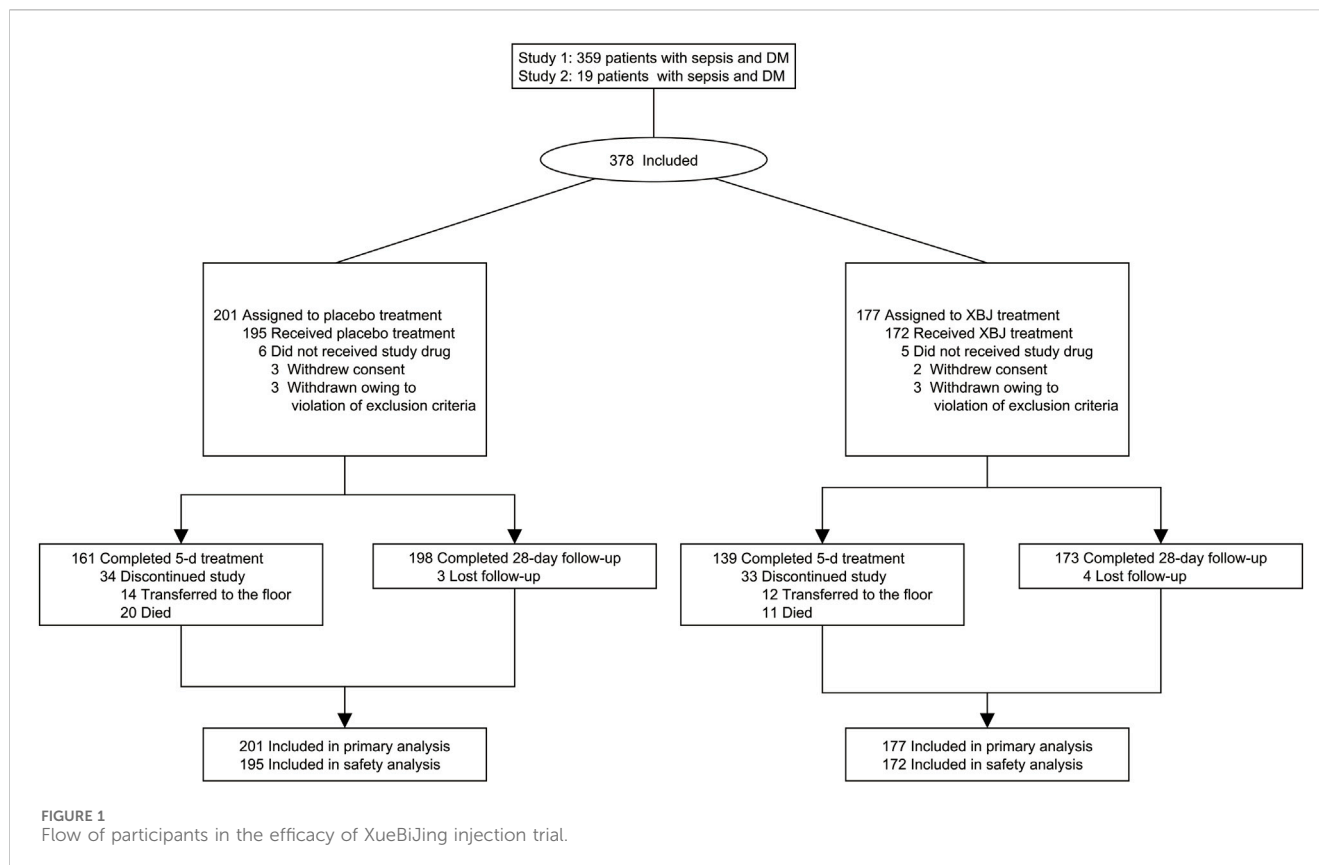 Study 1: 359 patients with sepsis and DM
Study 2: 19 patients with sepsis and DM
378 Included
201 Assigned to placebo treatment
195 Received placebo treatment
6 Did not received study drug
3 Withdrew consent
3 Withdrawn owing to
violation of exclusion criteria
177 Assigned to XBJ treatment
172 Received XBJ treatment
5 Did not received study drug
2 Withdrew consent
3 Withdrawn owing to
violation of exclusion criteria
161 Completed 5-d treatment
34 Discontinued study
14 Transferred to the floor
20 Died
198 Completed 28-day follow-up
3 Lost follow-up
139 Completed 5-d treatment
33 Discontinued study
12 Transferred to the floor
11 Died
173 Completed 28-day follow-up
4 Lost follow-up
201 Included in primary analysis
195 Included in safety analysis
177 Included in primary analysis
172 Included in safety analysis
FIGURE 1
Flow of participants in the efficacy of XueBiJing injection trial.